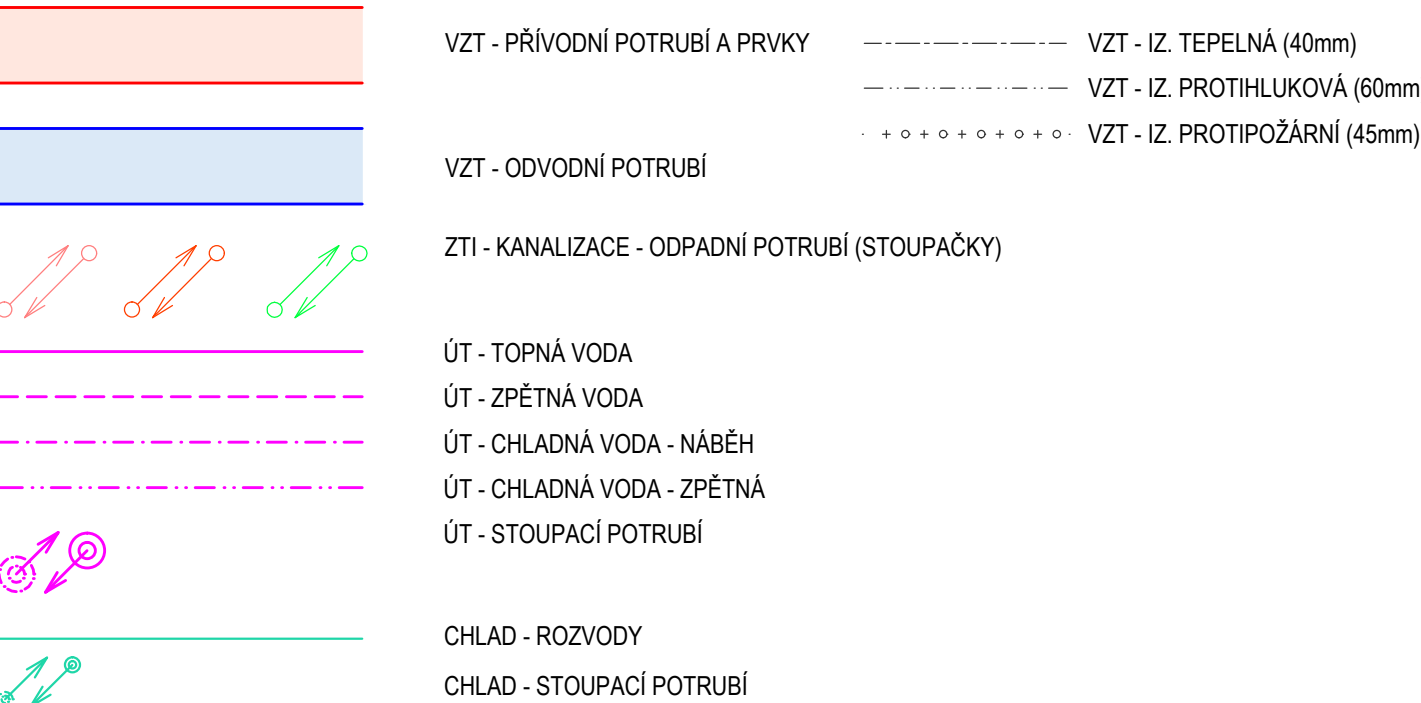 VZT - PŘÍVODNÍ POTRUBÍ A PRVKY
VZT - IZ. TEPELNÁ (40mm)
VZT - IZ. PROTIHLUKOVÁ (60mm
VZT - IZ. PROTIPOŽÁRNÍ (45mm)
VZT - ODVODNÍ POTRUBÍ
ZTI - KANALIZACE - ODPADNÍ POTRUBÍ (STOUPAČKY)
ÚT - TOPNÁ VODA
ÚT - ZPĚTNÁ VODA
ÚT - CHLADNÁ VODA - NÁBĚH
ÚT - CHLADNÁ VODA - ZPĚTNÁ
ÚT - STOUPACÍ POTRUBÍ
CHLAD - ROZVODY
CHLAD - STOUPACÍ POTRUBÍ